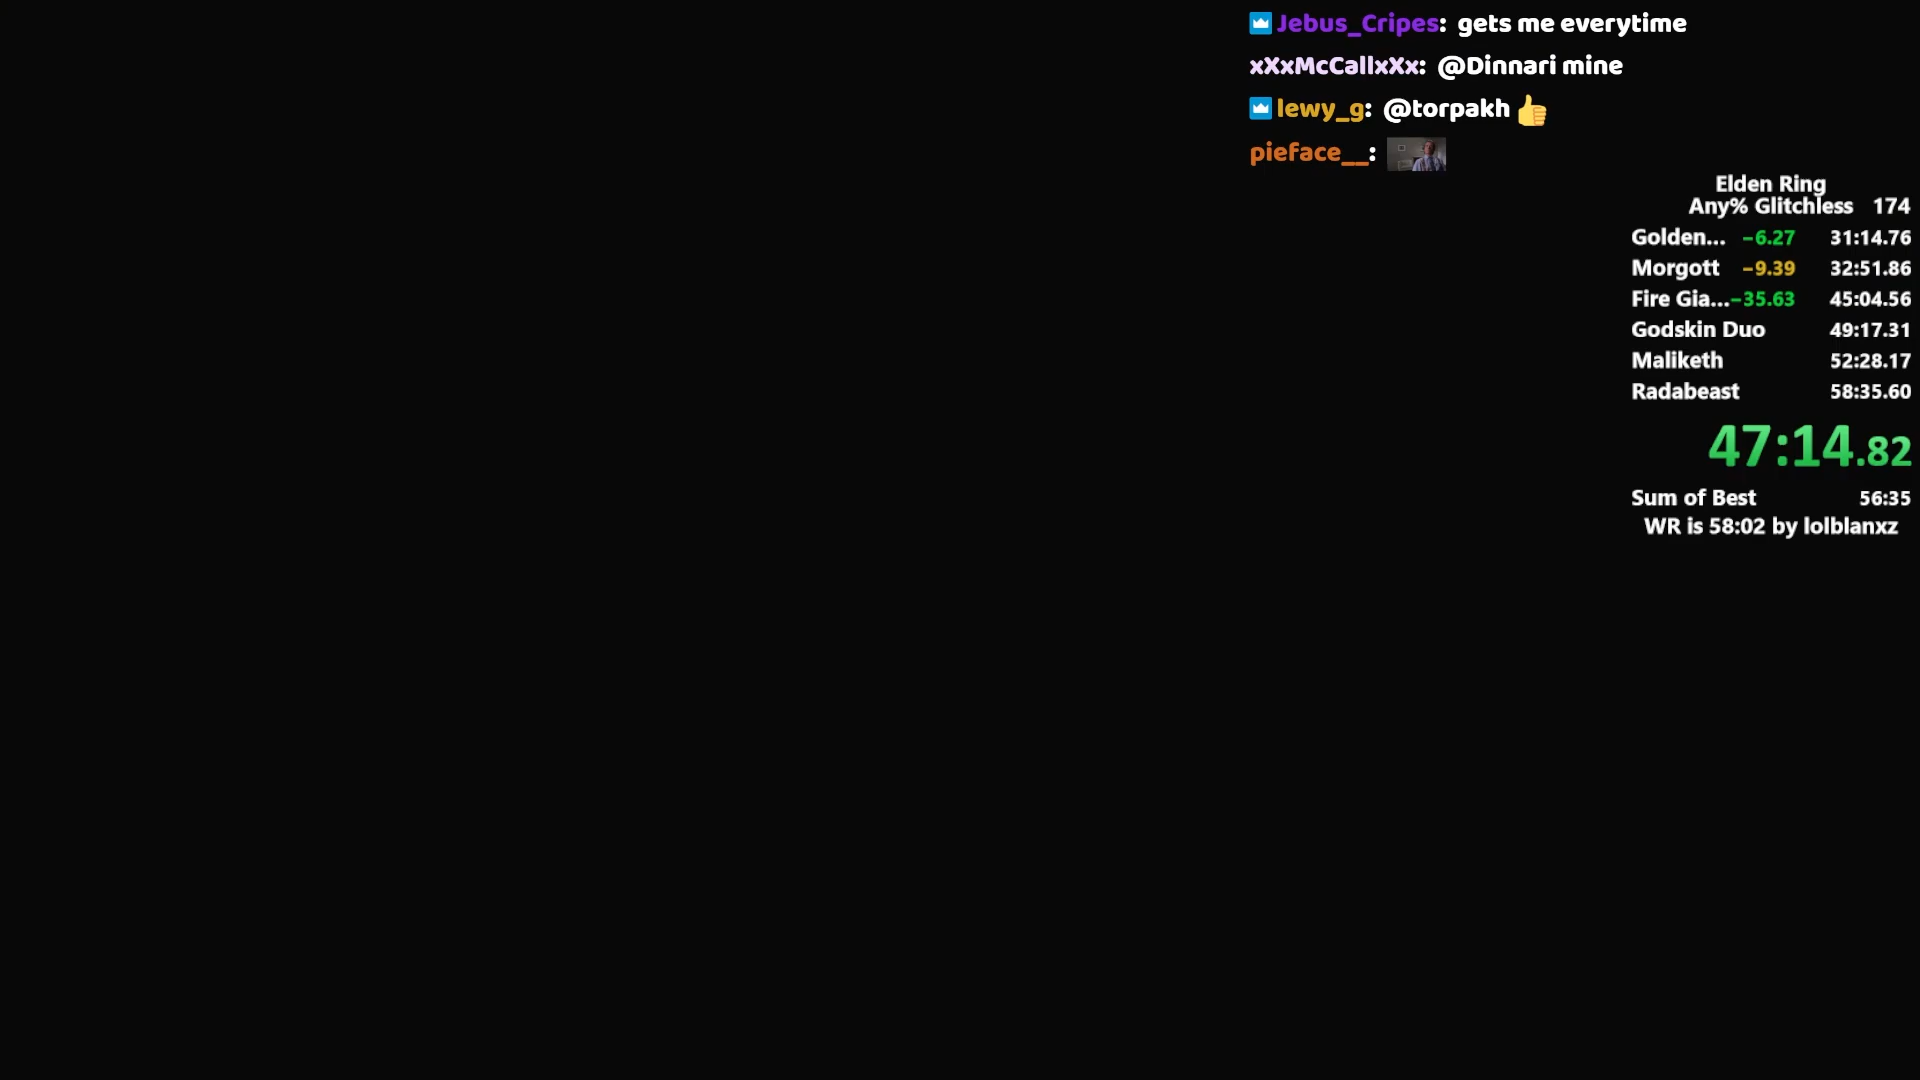 Jebus_Cripes: gets me everytime
xXxMcCallxXx: @Dinnari mine
lewy_g: @torpakh 👍
pieface__:
Elden Ring
Any% Glitchless 174
Golden... −6.27 31:14.76
Morgott −9.39 32:51.86
Fire Gia... −35.63 45:04.56
Godskin Duo 49:17.31
Maliketh 52:28.17
Radabeast 58:35.60
47:14.82
Sum of Best 56:35
WR is 58:02 by lolblanxz